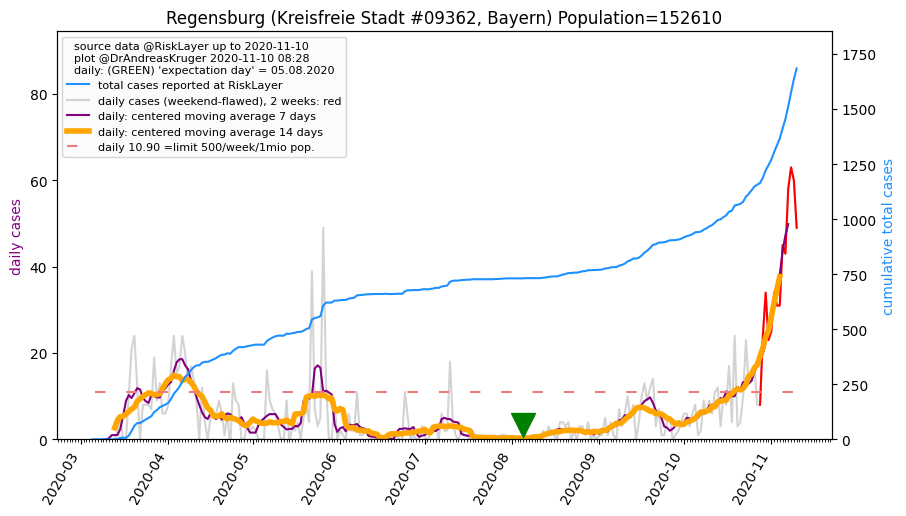 Regensburg (Kreisfreie Stadt #09362, Bayern) Population=152610
source data @RiskLayer up to 2020-11-10
plot @DrAndreasKruger 2020-11-10 08:28
daily: (GREEN) 'expectation day' = 05.08.2020
total cases reported at RiskLayer
daily cases (weekend-flawed), 2 weeks: red
daily: centered moving average 7 days
daily: centered moving average 14 days
daily 10.90 =limit 500/week/1mio pop.
daily cases
80
60
40
20
0
cumulative total cases
1750
1500
1250
1000
750
500
250
0
2020-03
2020-04
2020-05
2020-06
2020-07
2020-08
2020-09
2020-10
2020-11